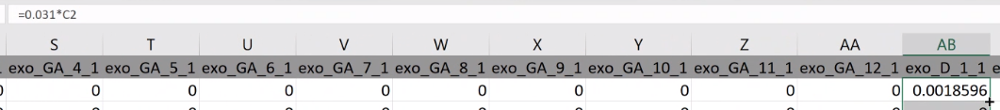 =0.031*C2
S T U V W X Y Z AA AB
exo_GA_4_1 exo_GA_5_1 exo_GA_6_1 exo_GA_7_1 exo_GA_8_1 exo_GA_9_1 exo_GA_10_1 exo_GA_11_1 exo_GA_12_1 exo_D_1_1 e
0 0 0 0 0 0 0 0 0 0 0.0018596